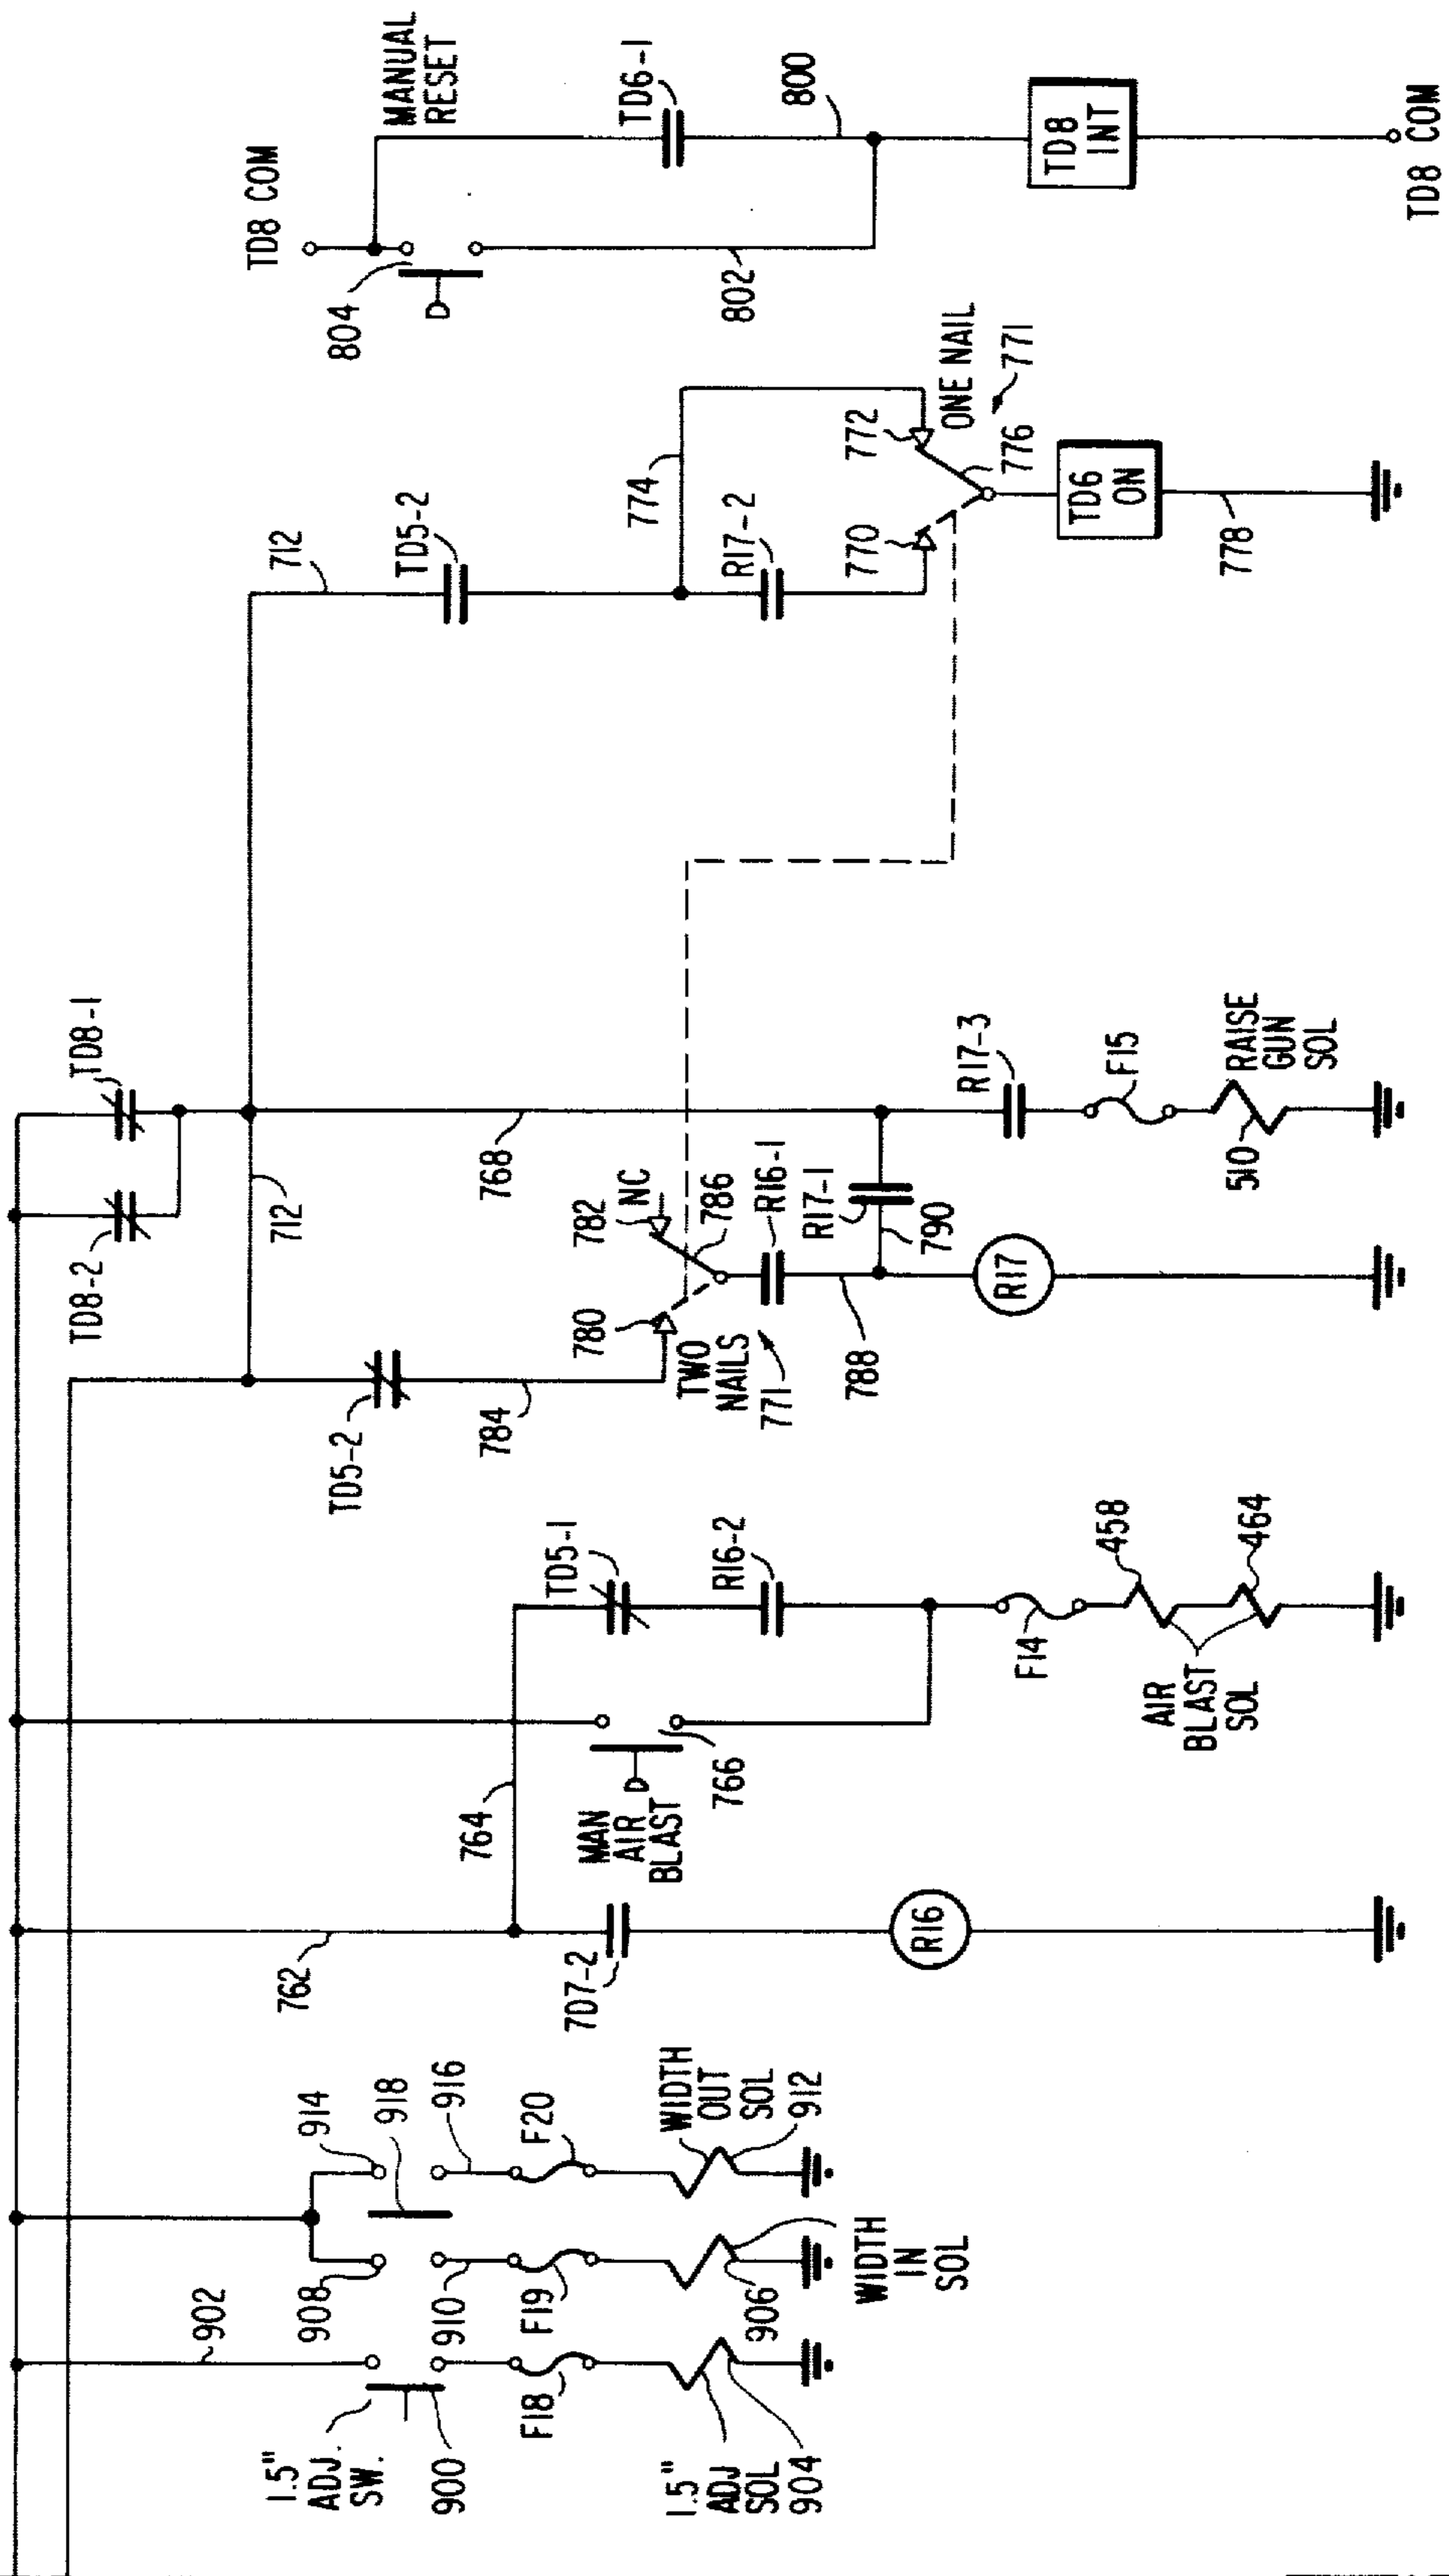 1.5"
ADJ.
SW.
900
902
F18
1.5"
ADJ
SOL
904
908
910
F19
906
WIDTH
IN
SOL
914
918
916
F20
WIDTH
OUT
SOL
912
762
7D7-2
R16
764
MAN
AIR
BLAST
766
TD5-1
R16-2
F14
458
464
AIR
BLAST
SOL
TD5-2
784
TD8-2
TD8-1
712
780
TWO
NAILS
771
782
NC
786
R16-1
788
R17
768
R17-1
790
R17-3
F15
510
RAISE
GUN
SOL
712
TD5-2
774
R17-2
770
772
ONE NAIL
771
776
TD6
ON
778
TD8 COM
804
MANUAL
RESET
D
TD6-1
802
800
TD8
INT
TD8 COM